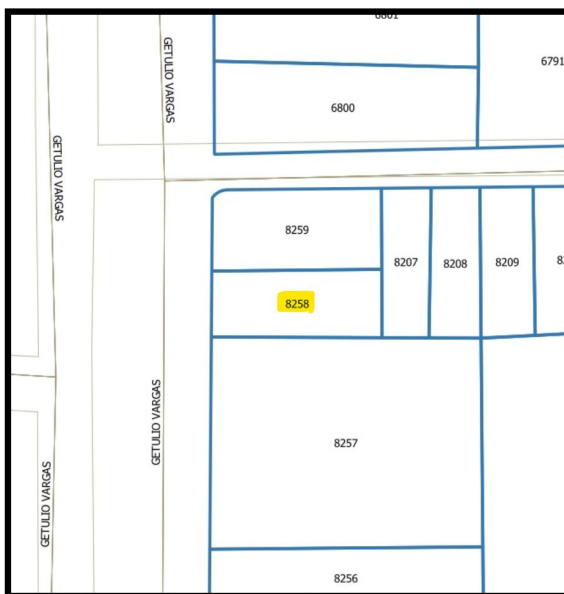 6801
6791
GETULIO VARGAS
6800
GETULIO VARGAS
8259
8207
8208
8209
8258
GETULIO VARGAS
8257
GETULIO VARGAS
8256